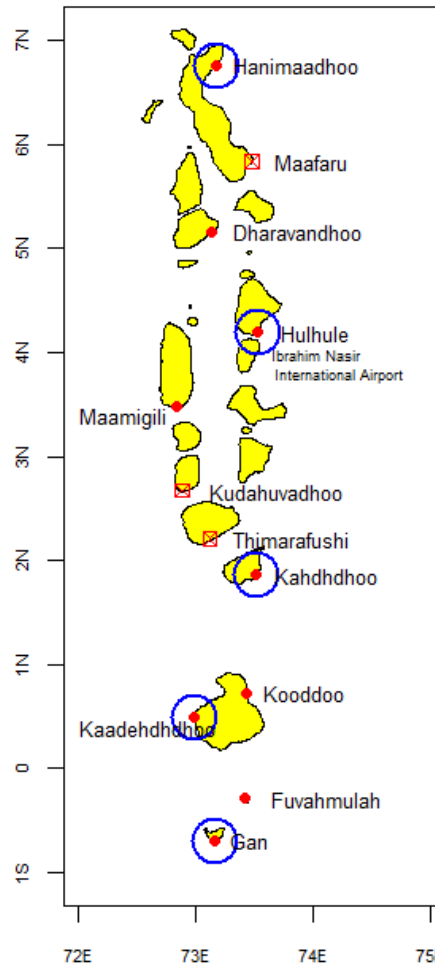 7N
Hanimaadhoo
6N
Maafaru
Dharavandhoo
5N
Hulhule
Ibrahim Nasir
International Airport
4N
Maamigili
3N
Kudahuvadhoo
Thimarafushi
2N
Kahdhdhoo
1N
Kooddoo
Kaadehdhdhoo
0
Fuvahmulah
Gan
1S
72E 73E 74E 75E